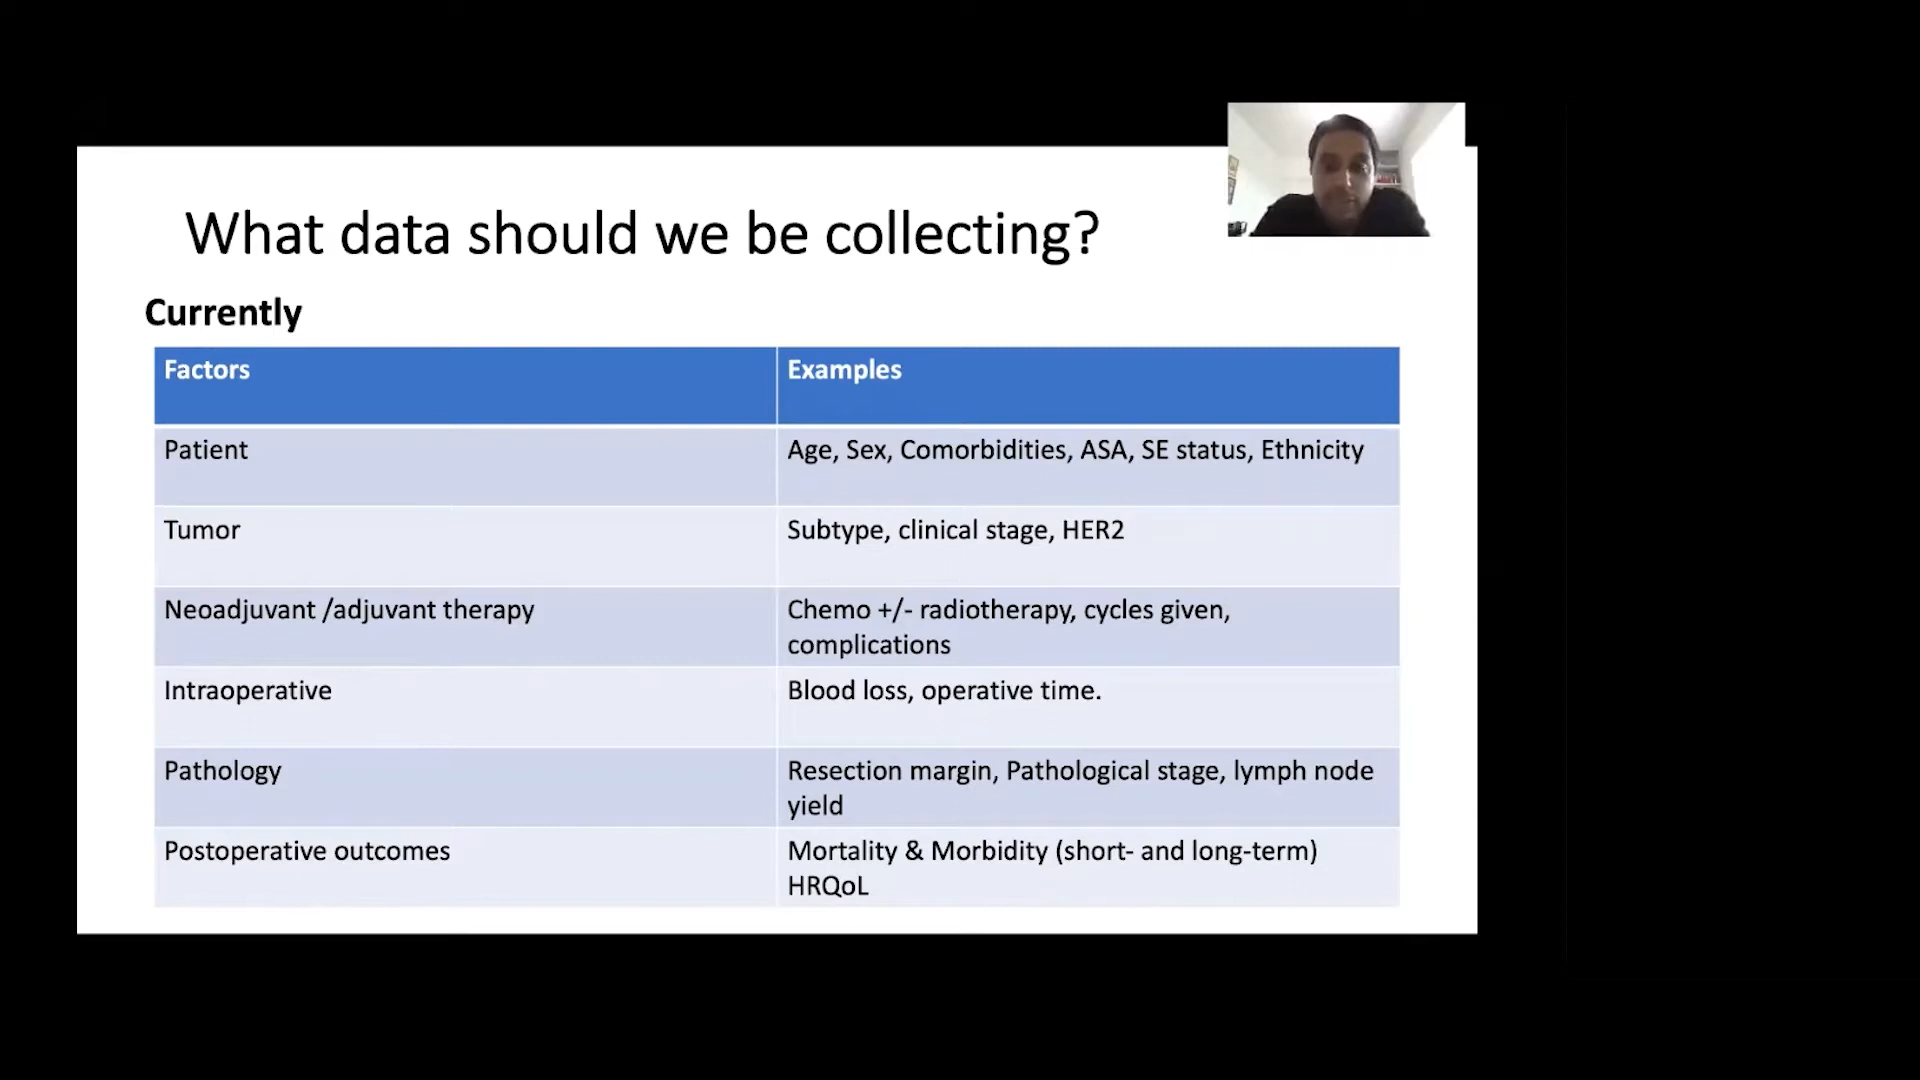 What data should we be collecting?
Currently
Factors
Examples
Patient
Age, Sex, Comorbidities, ASA, SE status, Ethnicity
Tumor
Subtype, clinical stage, HER2
Neoadjuvant /adjuvant therapy
Chemo +/- radiotherapy, cycles given,
complications
Intraoperative
Blood loss, operative time.
Pathology
Resection margin, Pathological stage, lymph node
yield
Postoperative outcomes
Mortality & Morbidity (short- and long-term)
HRQoL